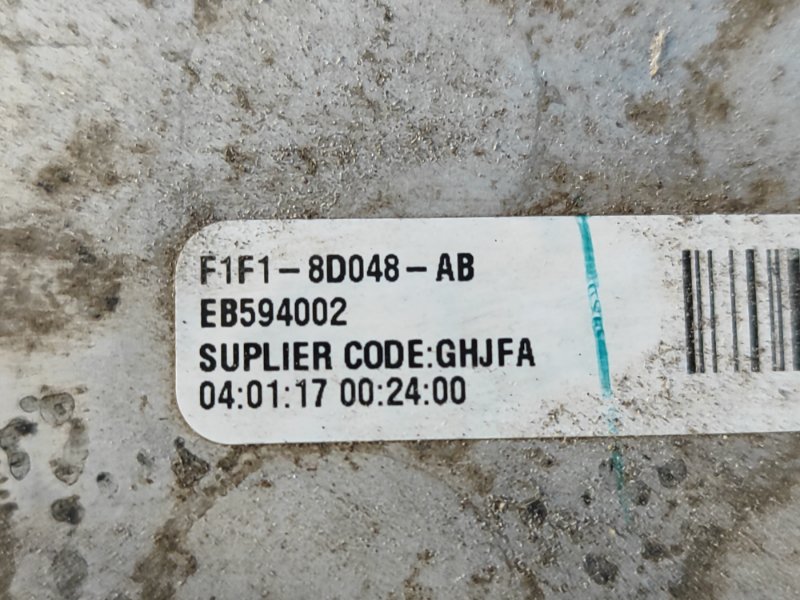 F1F1-8D048-AB
EB594002
SUPLIER CODE:GHJFA
04:01:17 00:24:00